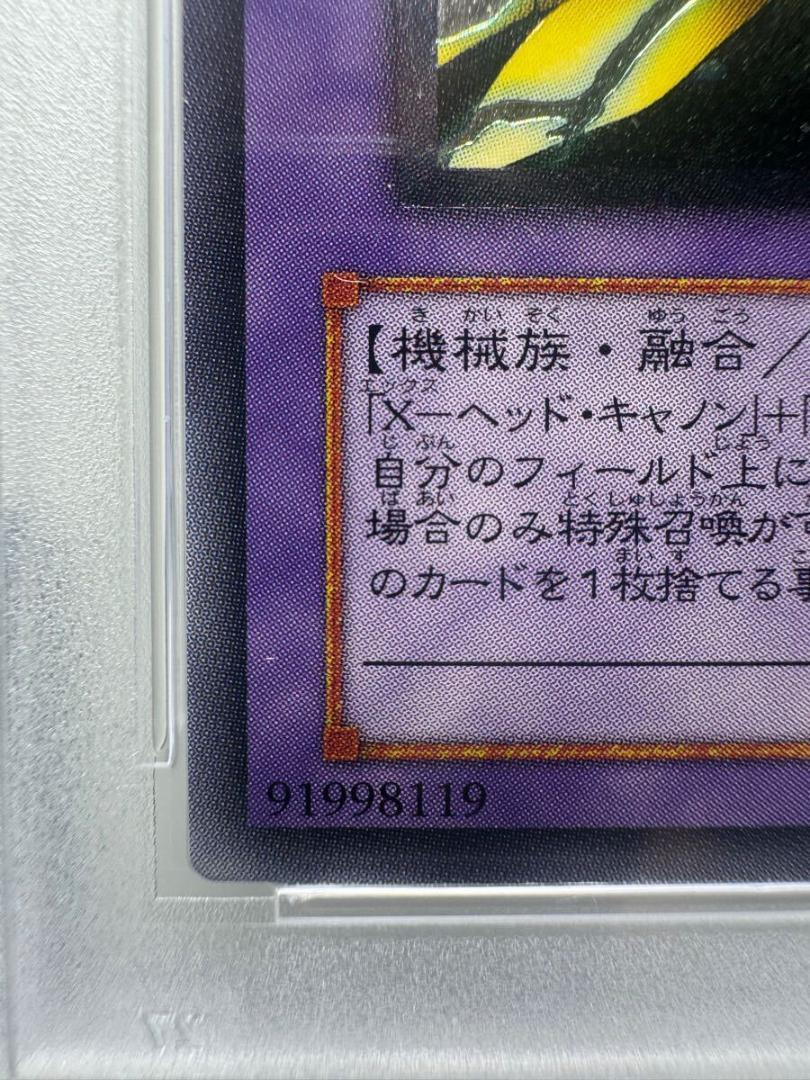 【機械族・融合／
「X－ヘッド・キャノン」＋「
自分のフィールド上に
場合のみ特殊召喚が
のカードを1枚捨てる事
91998119